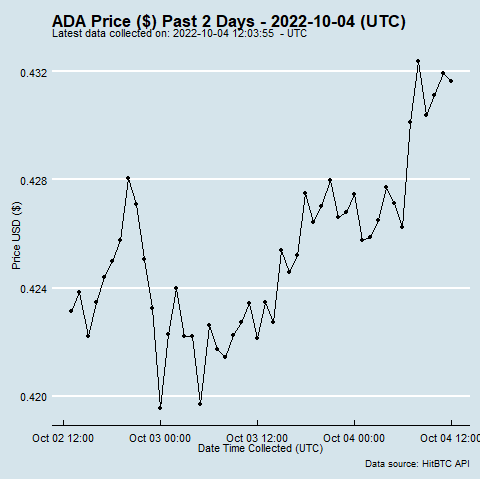 ADA Price ($) Past 2 Days - 2022-10-04 (UTC)
Latest data collected on: 2022-10-04 12:03:55 - UTC
0.432
0.428
0.424
0.420
Price USD ($)
Oct 02 12:00 Oct 03 00:00 Oct 03 12:00 Oct 04 00:00 Oct 04 12:00
Date Time Collected (UTC)
Data source: HitBTC API